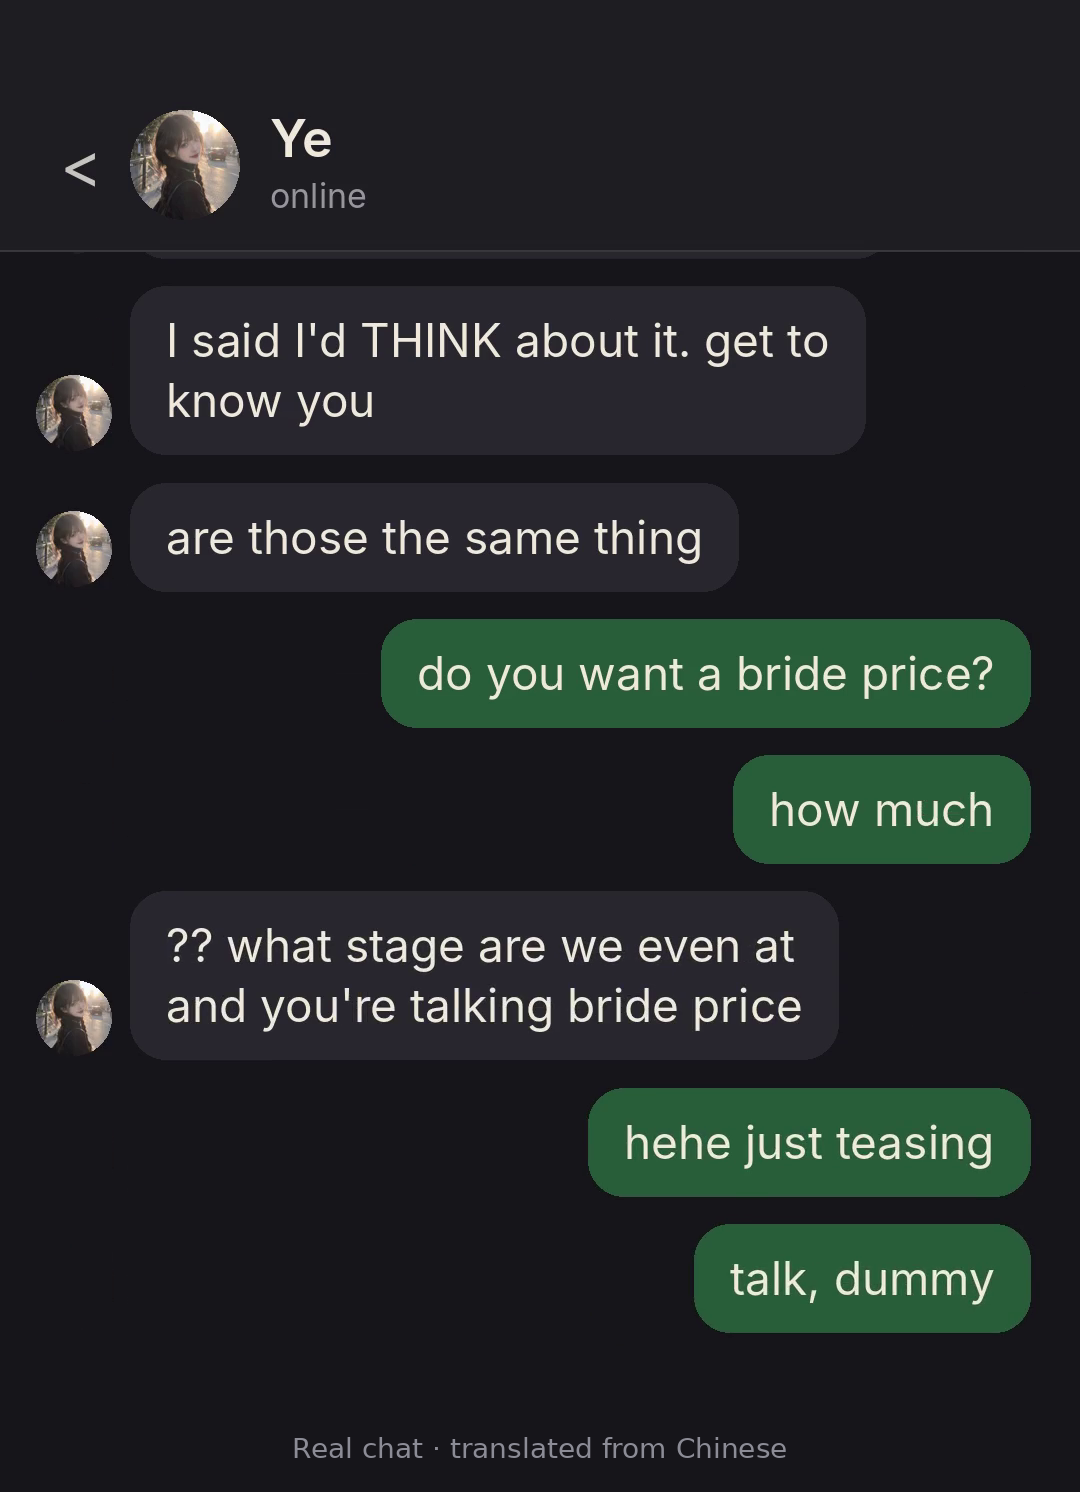 <
Ye
online
I said I'd THINK about it. get to
know you
are those the same thing
do you want a bride price?
how much
?? what stage are we even at
and you're talking bride price
hehe just teasing
talk, dummy
Real chat · translated from Chinese